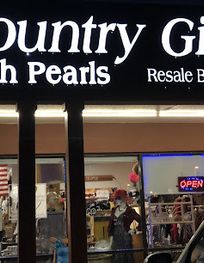 ountry Gi
h Pearls
Resale B
OPEN